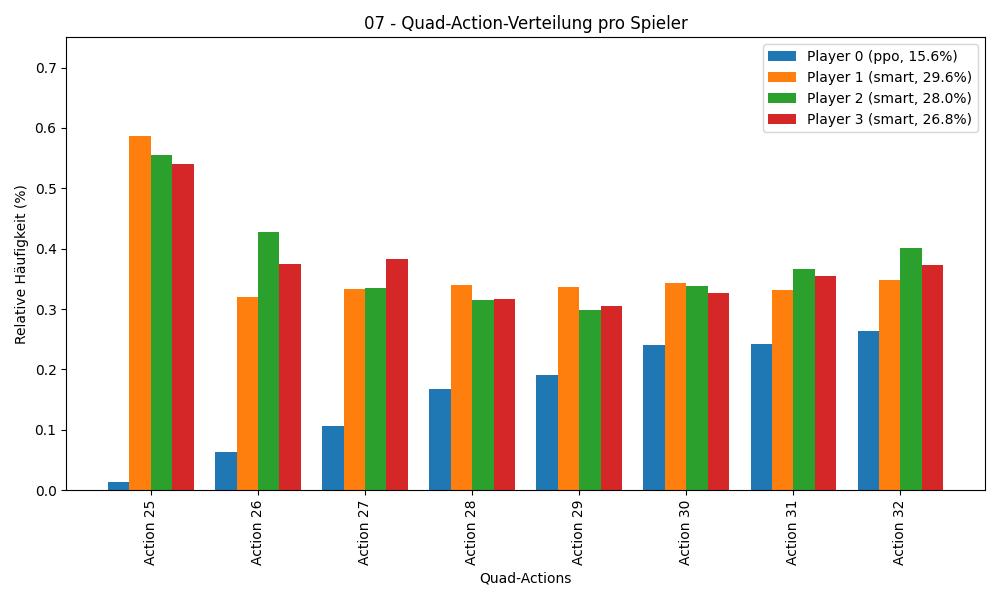 07 - Quad-Action-Verteilung pro Spieler
Player 0 (ppo, 15.6%)
Player 1 (smart, 29.6%)
Player 2 (smart, 28.0%)
Player 3 (smart, 26.8%)
Relative Häufigkeit (%)
0.7
0.6
0.5
0.4
0.3
0.2
0.1
0.0
Action 25
Action 26
Action 27
Action 28
Action 29
Action 30
Action 31
Action 32
Quad-Actions